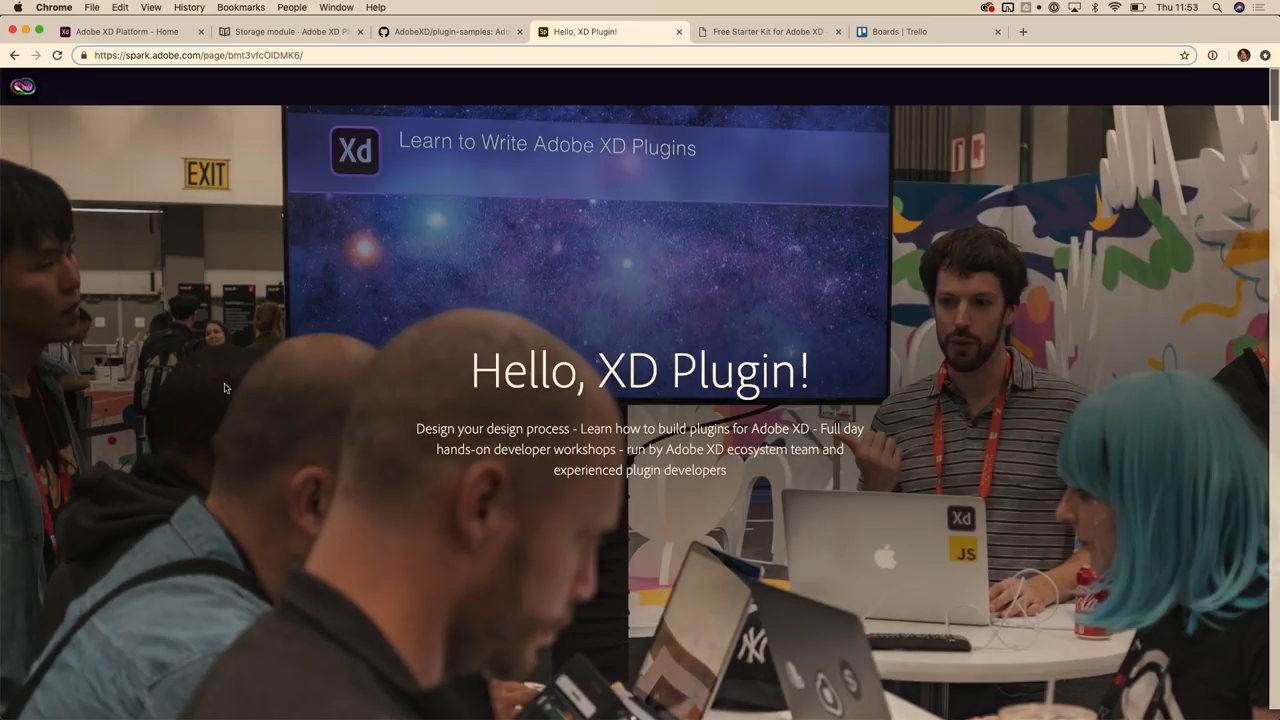 Chrome File Edit View History Bookmarks People Window Help
Thu 11:53
Adobe XD Platform - Home
Storage module - Adobe XD Pl
AdobeXD/plugin-samples: Ado
Hello, XD Plugin!
Free Starter Kit for Adobe XD
Boards | Trello
https://spark.adobe.com/page/bmt3vfcOIDMK6/
Xd
Learn to Write Adobe XD Plugins
EXIT
Hello, XD Plugin!
Design your design process - Learn how to build plugins for Adobe XD - Full day
hands-on developer workshops - run by Adobe XD ecosystem team and
experienced plugin developers
Xd
JS
NY